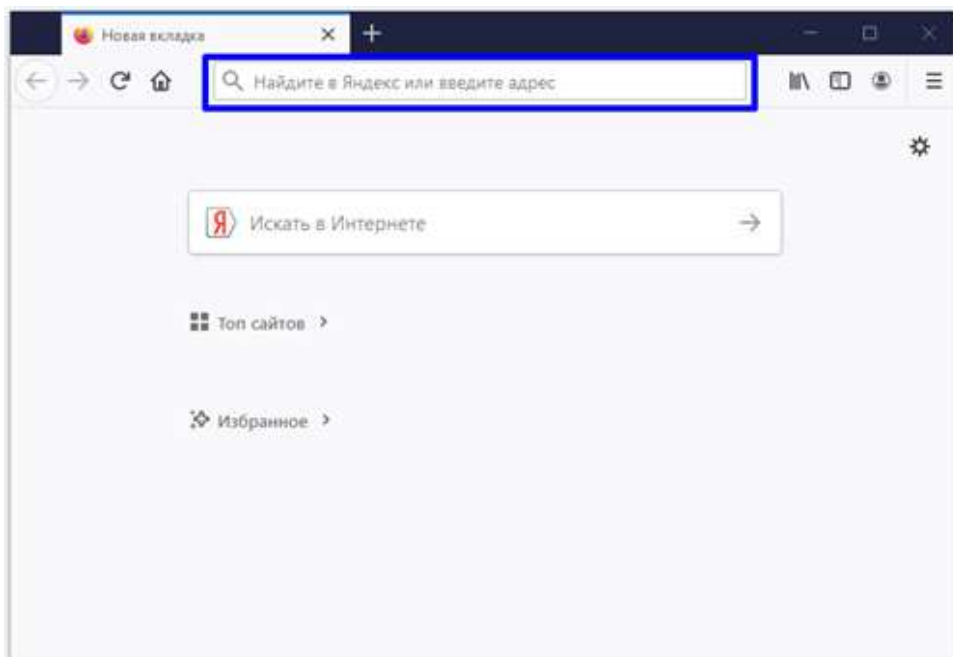 Новая вкладка
Найдите в Яндекс или введите адрес
Я Искать в Интернете
Топ сайтов
Избранное